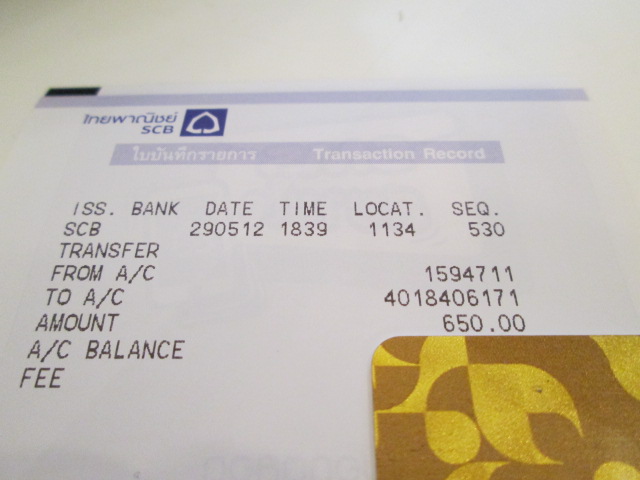 ไทยพาณิชย์
SCB
ใบบันทึกรายการ Transaction Record
ISS. BANK DATE TIME LOCAT. SEQ.
SCB 290512 1839 1134 530
TRANSFER
FROM A/C 1594711
TO A/C 4018406171
AMOUNT 650.00
A/C BALANCE
FEE